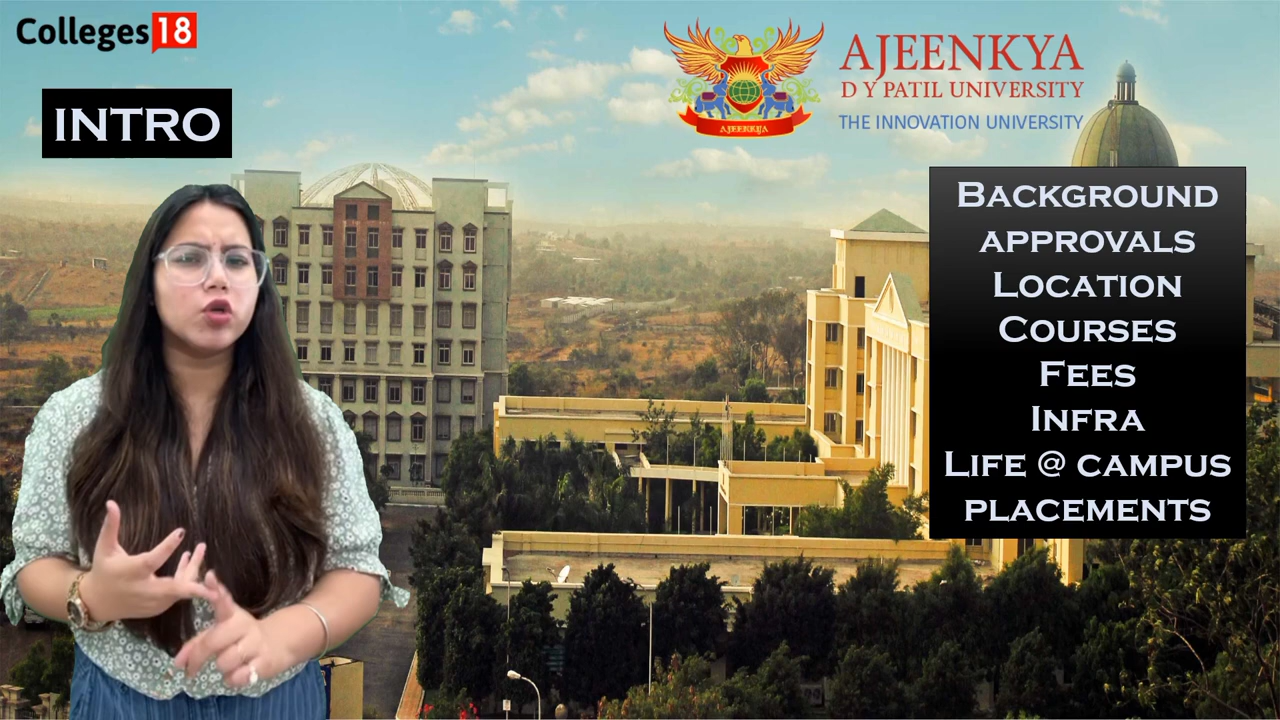 Colleges18
INTRO
AJEENKYA
AJEENKYA
D Y PATIL UNIVERSITY
THE INNOVATION UNIVERSITY
BACKGROUND
APPROVALS
LOCATION
COURSES
FEES
INFRA
LIFE @ CAMPUS
PLACEMENTS